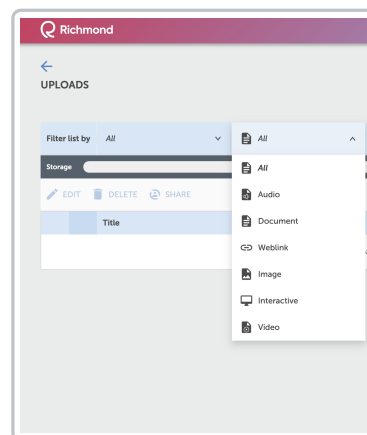 Richmond
UPLOADS
Filter list by All All
Storage All
EDIT DELETE SHARE Audio
Title Document
Weblink
Image
Interactive
Video